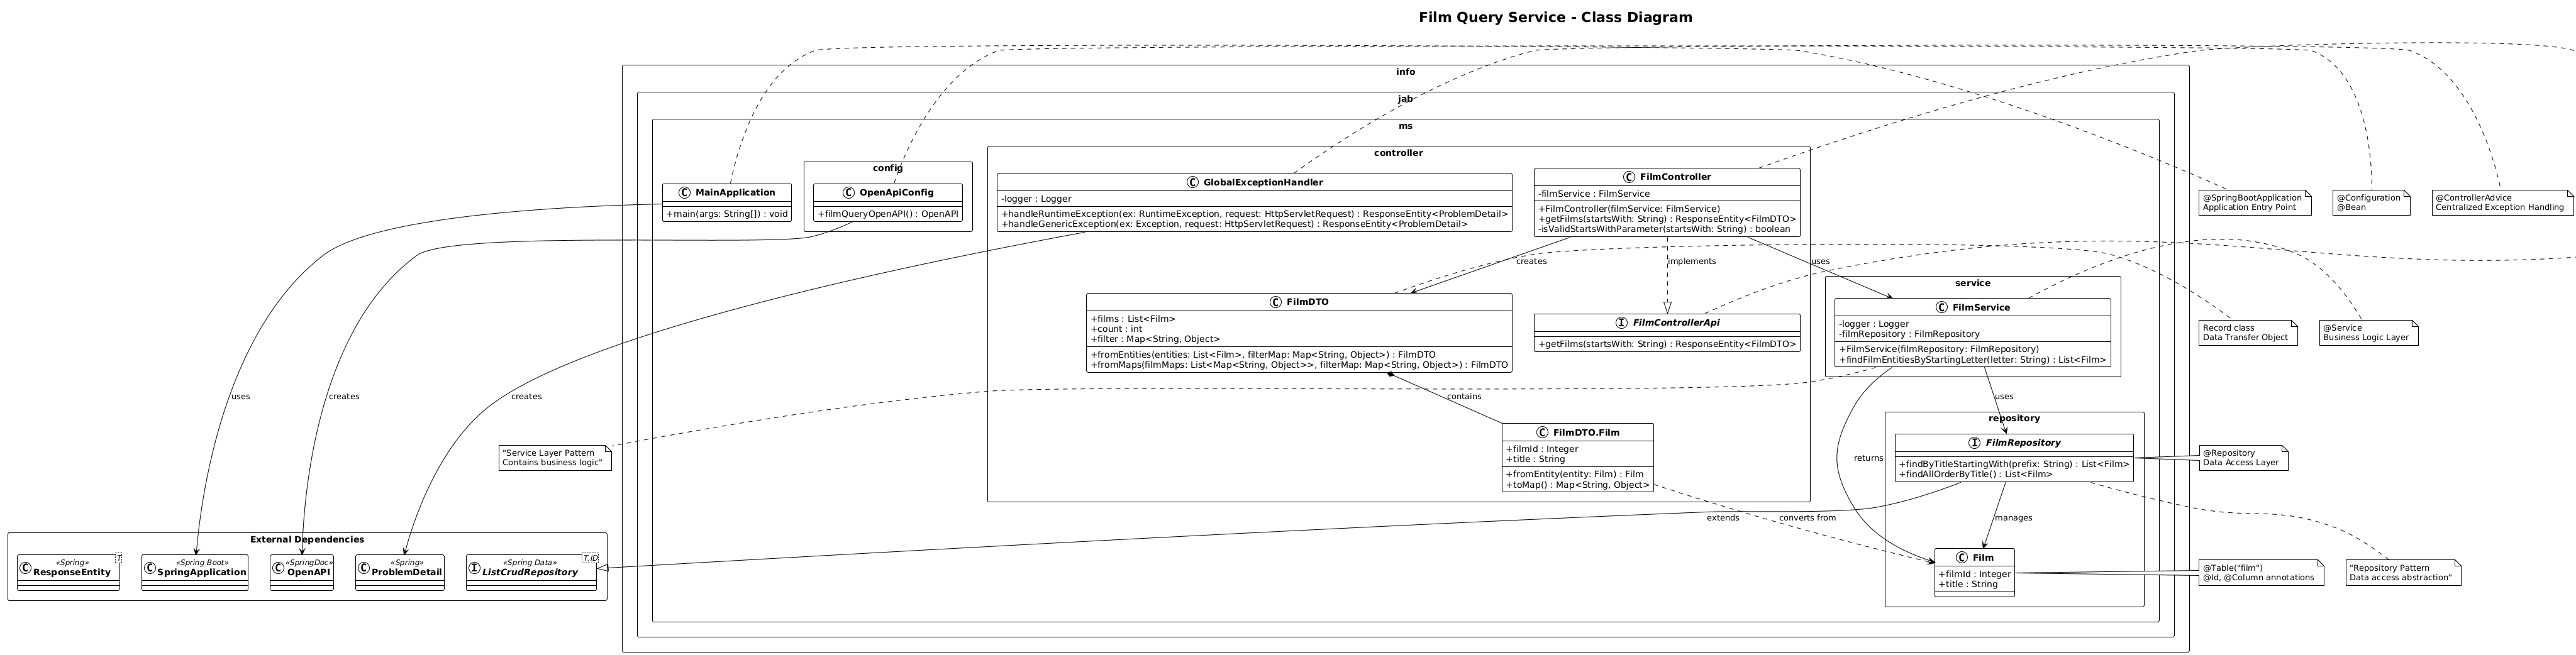 Film Query Service - Class Diagram
info
jab
ms
config
controller
MainApplication
+main(args: String[]) : void
OpenApiConfig
+filmQueryOpenAPI() : OpenAPI
GlobalExceptionHandler
-logger : Logger
+handleRuntimeException(ex: RuntimeException, request: HttpServletRequest) : ResponseEntity<ProblemDetail>
+handleGenericException(ex: Exception, request: HttpServletRequest) : ResponseEntity<ProblemDetail>
FilmController
-filmService : FilmService
+FilmController(filmService: FilmService)
+getFilms(startsWith: String) : ResponseEntity<FilmDTO>
-isValidStartsWithParameter(startsWith: String) : boolean
@SpringBootApplication
Application Entry Point
@Configuration
@Bean
@ControllerAdvice
Centralized Exception Handling
creates
implements
uses
FilmDTO
+films : List<Film>
+count : int
+filter : Map<String, Object>
+fromEntities(entities: List<Film>, filterMap: Map<String, Object>) : FilmDTO
+fromMaps(filmMaps: List<Map<String, Object>>, filterMap: Map<String, Object>) : FilmDTO
FilmControllerApi
+getFilms(startsWith: String) : ResponseEntity<FilmDTO>
service
FilmService
-logger : Logger
-filmRepository : FilmRepository
+FilmService(filmRepository: FilmRepository)
+findFilmEntitiesByStartingLetter(letter: String) : List<Film>
Record class
Data Transfer Object
@Service
Business Logic Layer
uses
creates
creates
contains
uses
"Service Layer Pattern
Contains business logic"
FilmDTO.Film
+filmId : Integer
+title : String
+fromEntity(entity: Film) : Film
+toMap() : Map<String, Object>
returns
repository
FilmRepository
+findByTitleStartingWith(prefix: String) : List<Film>
+findAllOrderByTitle() : List<Film>
@Repository
Data Access Layer
extends
converts from
manages
External Dependencies
<<Spring>>
ResponseEntity
T
<<Spring Boot>>
SpringApplication
<<SpringDoc>>
OpenAPI
<<Spring>>
ProblemDetail
<<Spring Data>>
ListCrudRepository
T,ID
Film
+filmId : Integer
+title : String
@Table("film")
@Id, @Column annotations
"Repository Pattern
Data access abstraction"